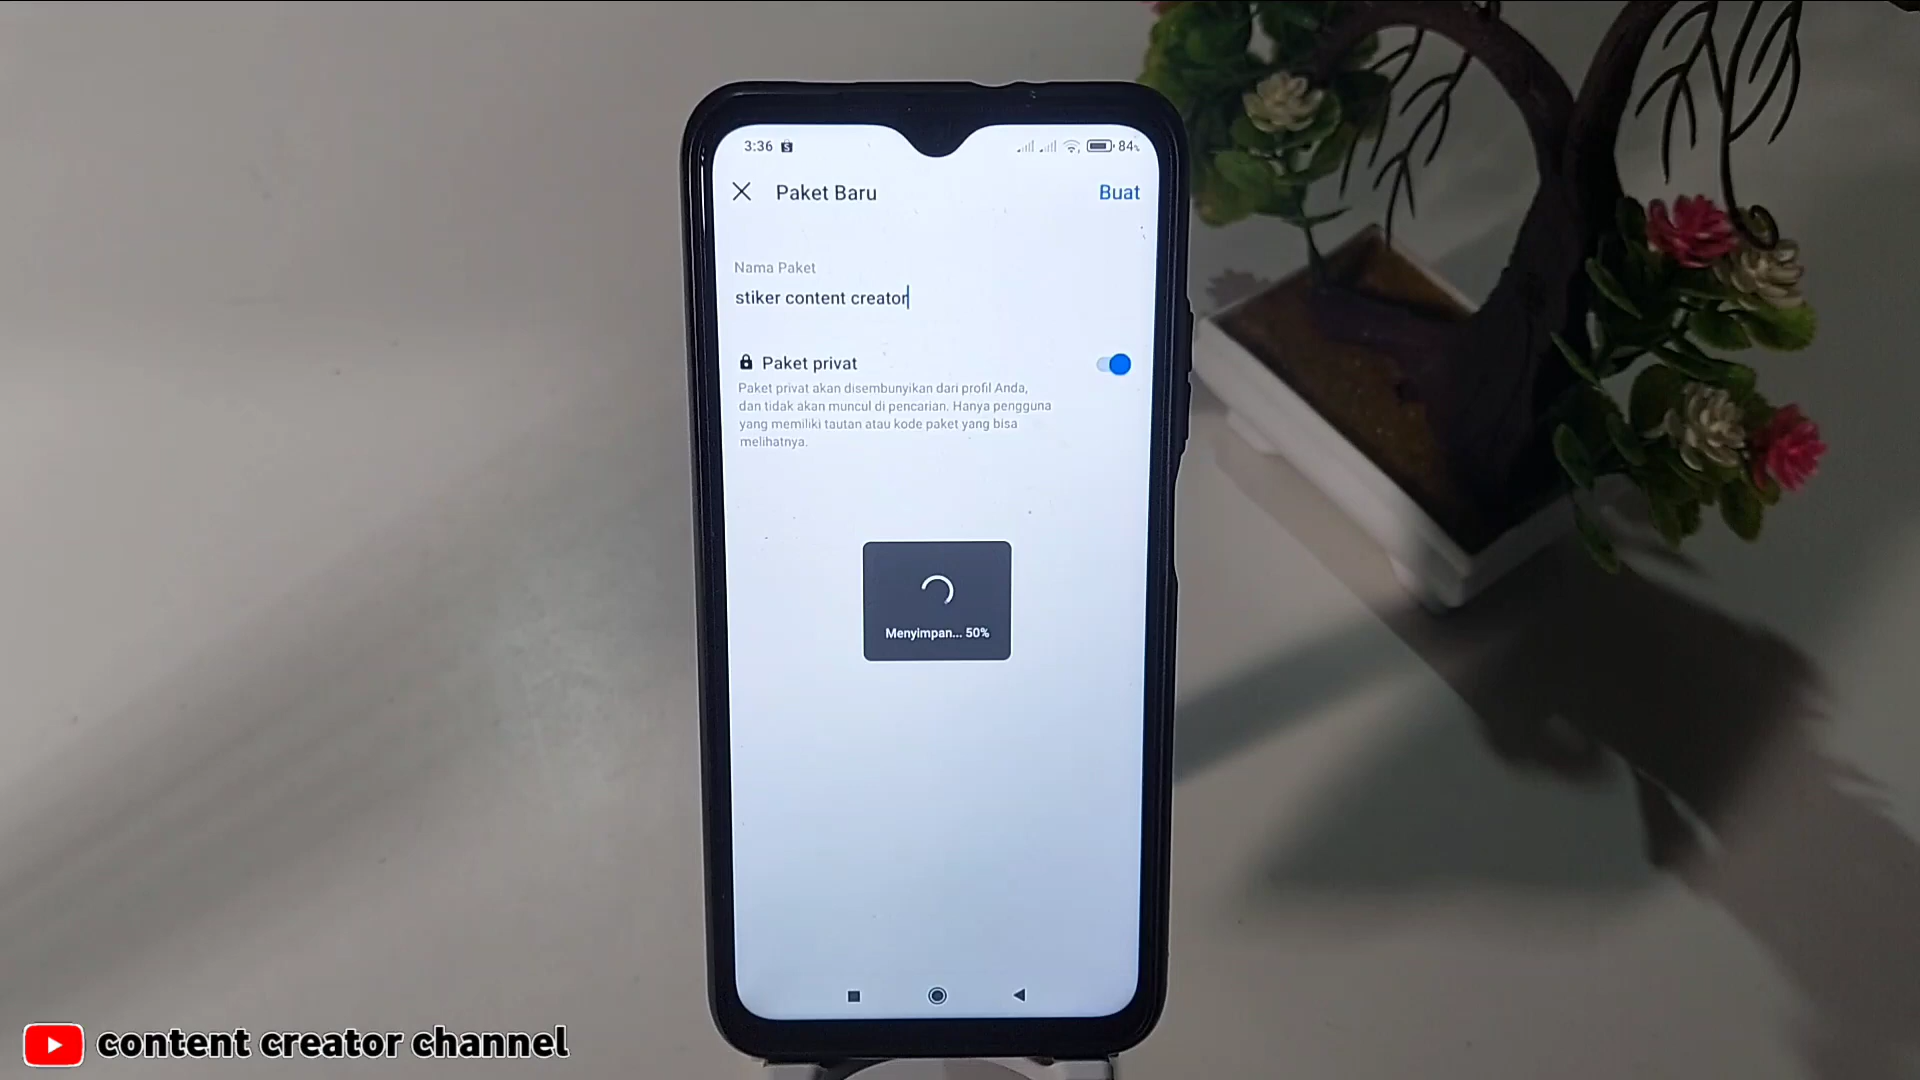 3:36
84%
Paket Baru
Buat
Nama Paket
stiker content creator
Paket privat
Paket privat akan disembunyikan dari profil Anda,
dan tidak akan muncul di pencarian. Hanya pengguna
yang memiliki tautan atau kode paket yang bisa
melihatnya.
Menyimpan... 50%
content creator channel